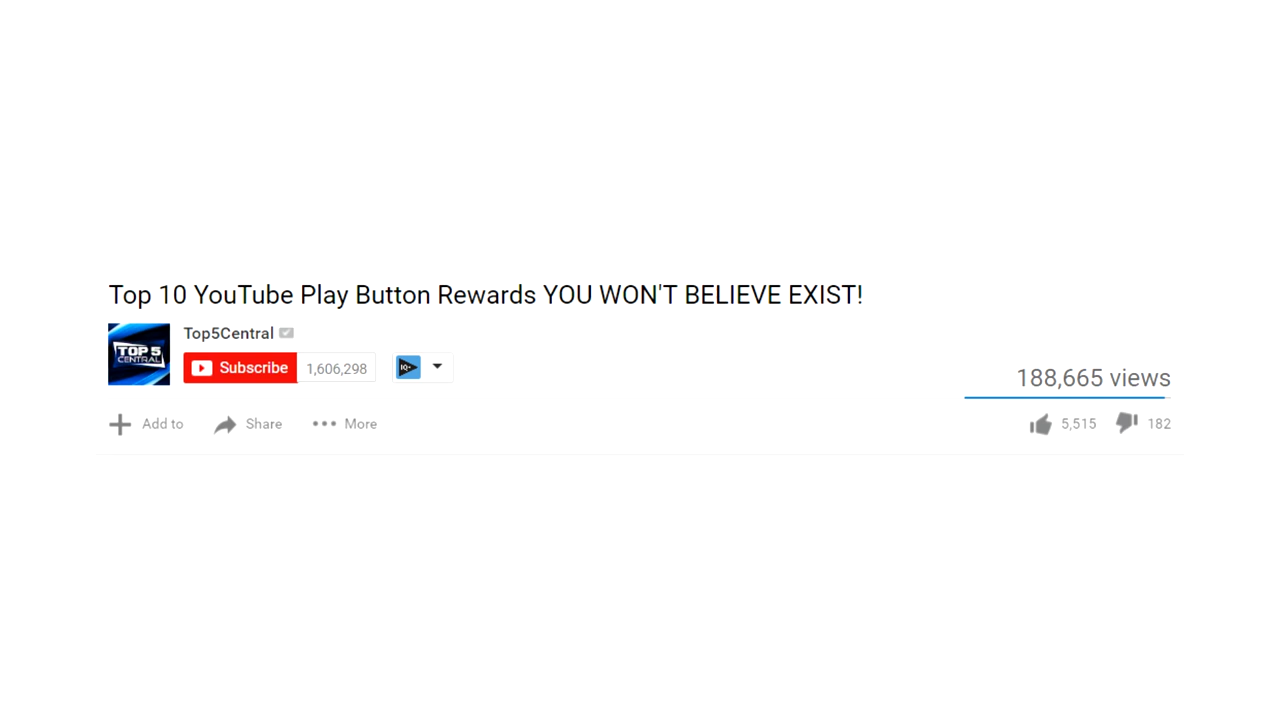 Top 10 YouTube Play Button Rewards YOU WON'T BELIEVE EXIST!
TOP 5
CENTRAL
Top5Central
Subscribe 1,606,298
IQ+
188,665 views
Add to Share More
5,515 182